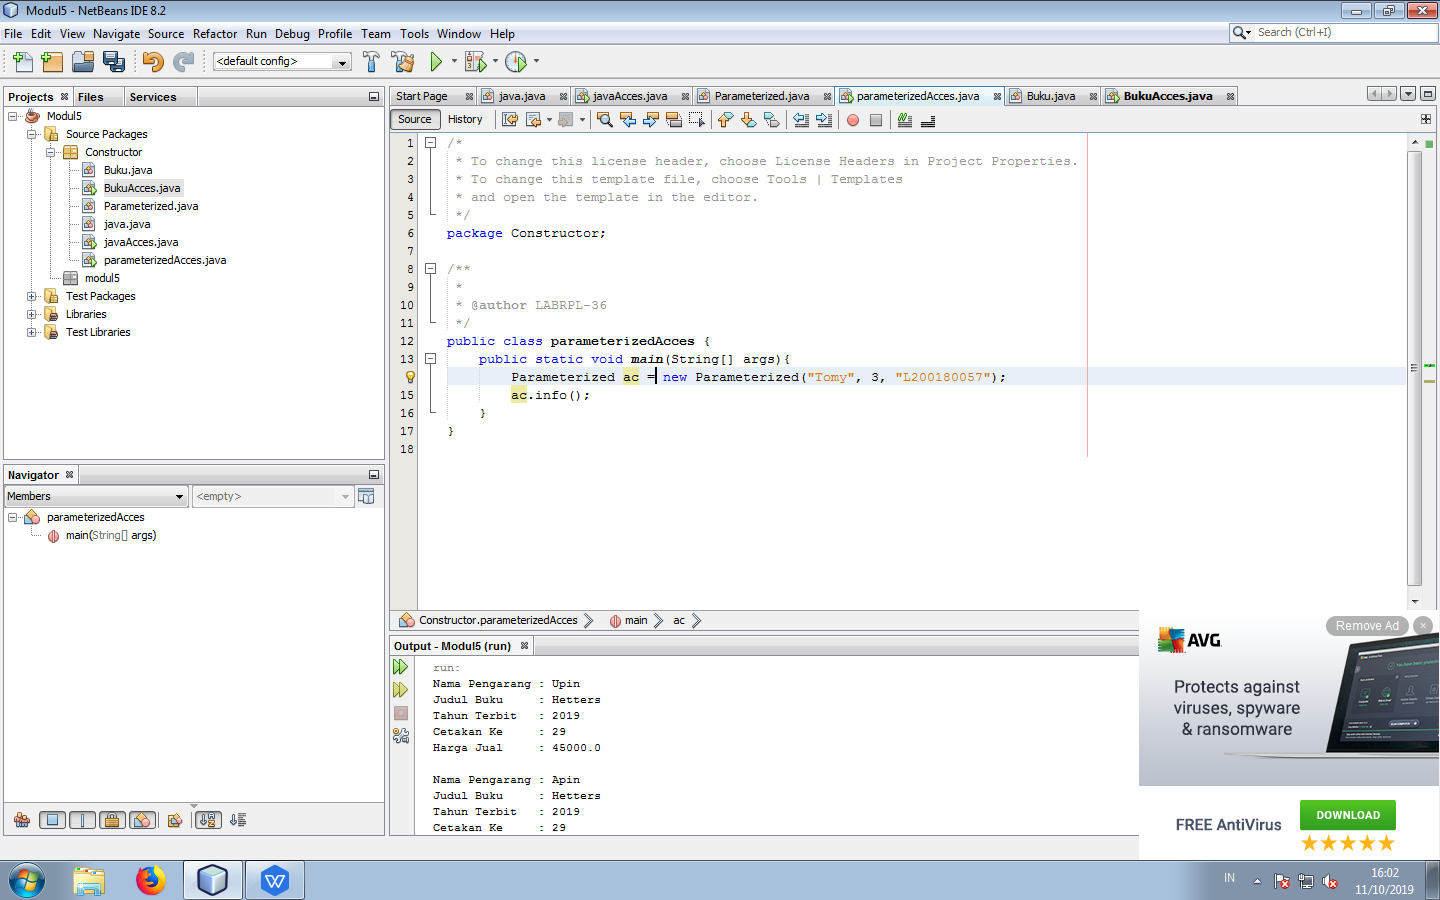 Modul5 - NetBeans IDE 8.2
File Edit View Navigate Source Refactor Run Debug Profile Team Tools Window Help
Search (Ctrl+I)
<default config>
Projects Files Services
Modul5
Source Packages
Constructor
Buku.java
BukuAcces.java
Parameterized.java
java.java
javaAcces.java
parameterizedAcces.java
modul5
Test Packages
Libraries
Test Libraries
Navigator
Members <empty>
parameterizedAcces
main(String[] args)
Start Page java.java javaAcces.java Parameterized.java parameterizedAcces.java Buku.java BukuAcces.java
Source History
1 /*
2 * To change this license header, choose License Headers in Project Properties.
3 * To change this template file, choose Tools | Templates
4 * and open the template in the editor.
5 */
6 package Constructor;
7
8 /**
9 *
10 * @author LABRPL-36
11 */
12 public class parameterizedAcces {
13 public static void main(String[] args){
Parameterized ac = new Parameterized("Tomy", 3, "L200180057");
15 ac.info();
16 }
17 }
18
Constructor.parameterizedAcces main ac
Output - Modul5 (run)
run:
Nama Pengarang : Upin
Judul Buku : Hetters
Tahun Terbit : 2019
Cetakan Ke : 29
Harga Jual : 45000.0
Nama Pengarang : Apin
Judul Buku : Hetters
Tahun Terbit : 2019
Cetakan Ke : 29
Remove Ad ×
AVG
Protects against
viruses, spyware
& ransomware
FREE AntiVirus
DOWNLOAD
IN
16:02
11/10/2019